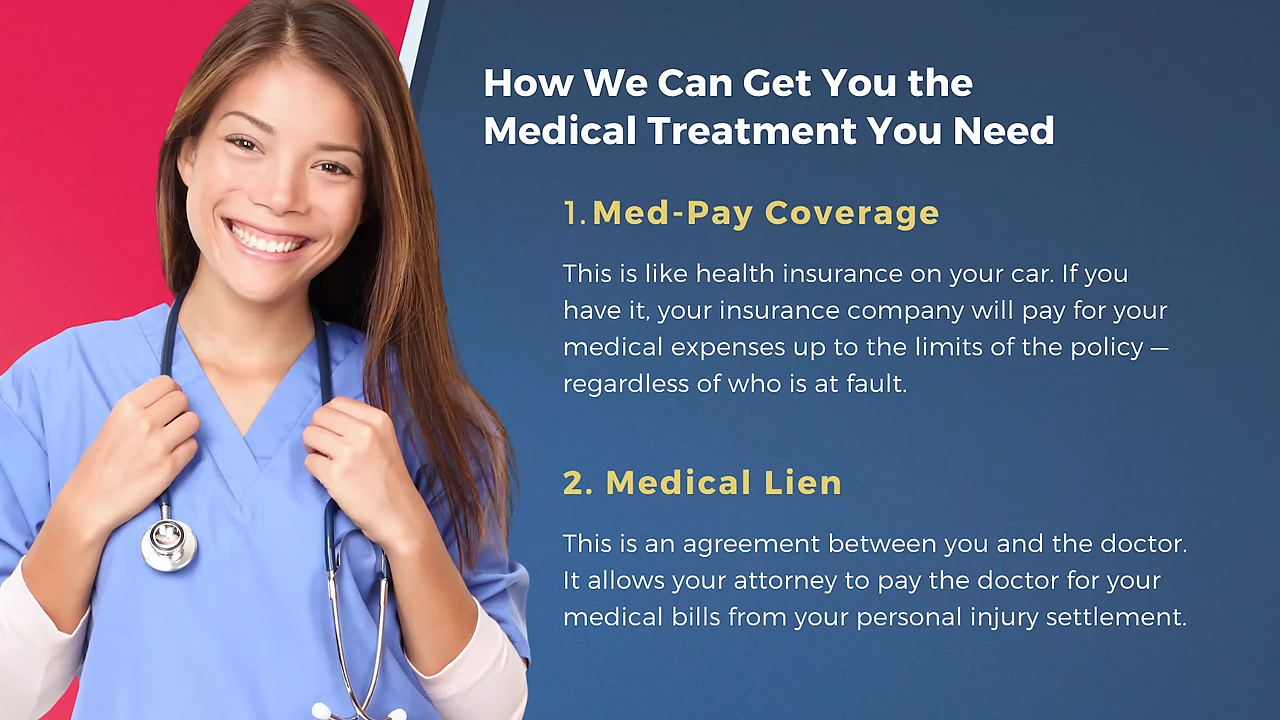 How We Can Get You the
Medical Treatment You Need
1. Med-Pay Coverage
This is like health insurance on your car. If you
have it, your insurance company will pay for your
medical expenses up to the limits of the policy —
regardless of who is at fault.
2. Medical Lien
This is an agreement between you and the doctor.
It allows your attorney to pay the doctor for your
medical bills from your personal injury settlement.